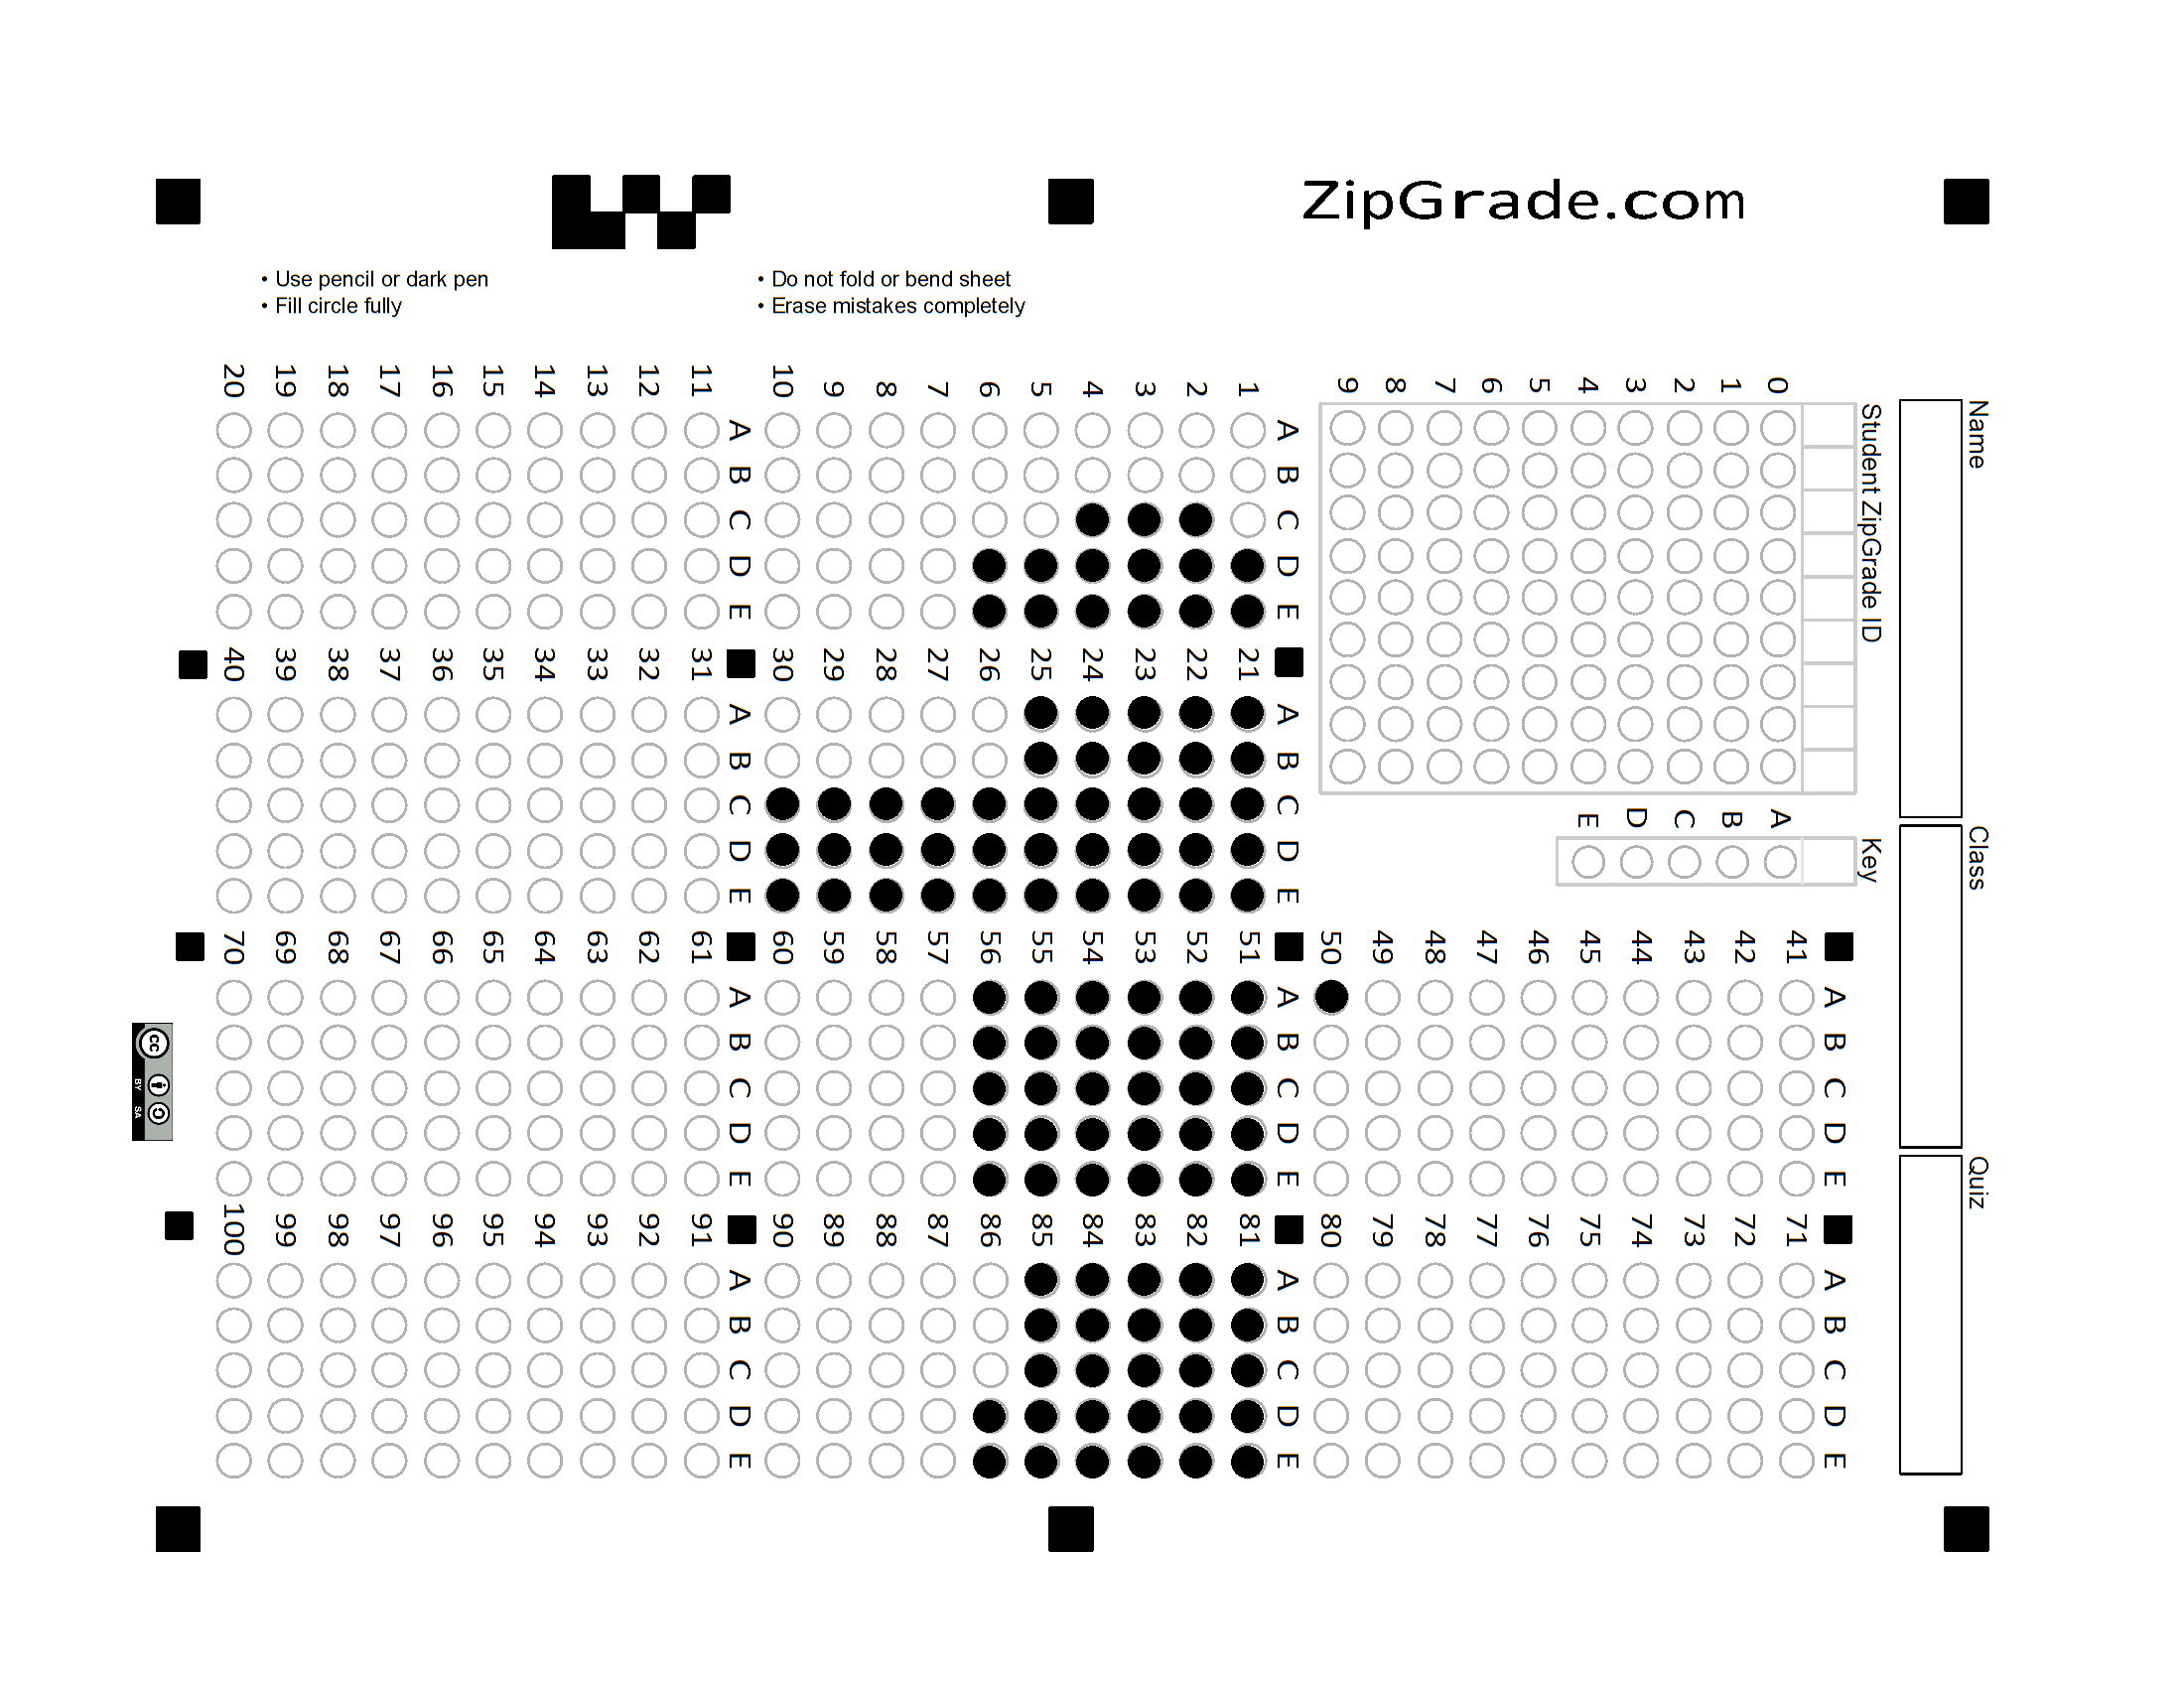 ZipGrade.com
• Use pencil or dark pen
• Fill circle fully
• Do not fold or bend sheet
• Erase mistakes completely
Name
Class
Quiz
Student ZipGrade ID
0 1 2 3 4 5 6 7 8 9
Key
A B C D E
1 2 3 4 5 6 7 8 9 10
A B C D E
11 12 13 14 15 16 17 18 19 20
A B C D E
21 22 23 24 25 26 27 28 29 30
A B C D E
31 32 33 34 35 36 37 38 39 40
A B C D E
41 42 43 44 45 46 47 48 49 50
A B C D E
51 52 53 54 55 56 57 58 59 60
A B C D E
61 62 63 64 65 66 67 68 69 70
A B C D E
71 72 73 74 75 76 77 78 79 80
A B C D E
81 82 83 84 85 86 87 88 89 90
A B C D E
91 92 93 94 95 96 97 98 99 100
A B C D E
cc
BY SA